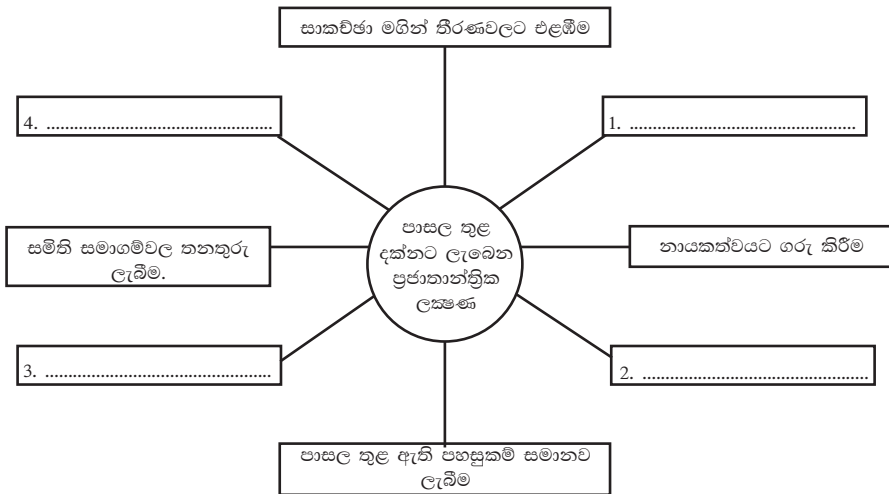 සාකච්ඡා මගින් තීරණවලට එළඹීම
4. ..............................................
1. ..............................................
පාසල තුළ
දක්නට ලැබෙන
ප්‍රජාතාන්ත්‍රික
ලක්‍ෂණ
සමිති සමාගම්වල තනතුරු
ලැබීම.
නායකත්වයට ගරු කිරීම
3. ..............................................
2. ..............................................
පාසල තුළ ඇති පහසුකම් සමානව
ලැබීම